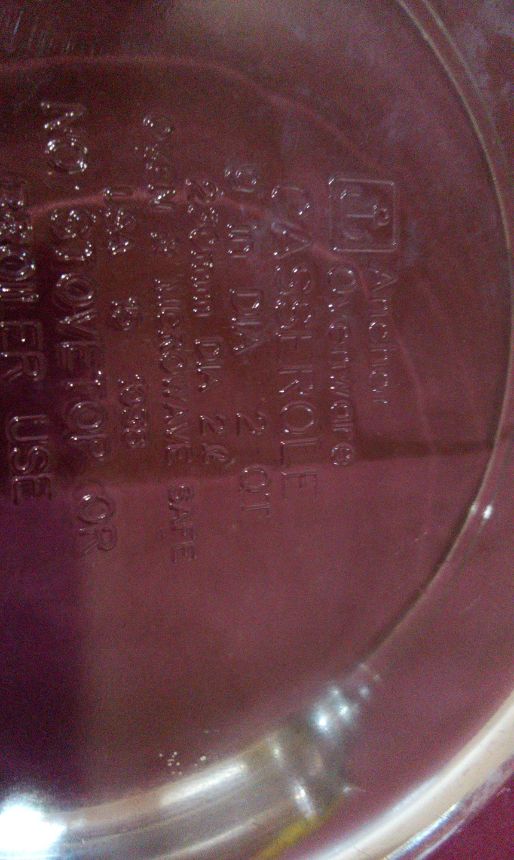 Anchor
Ovenware
CASSEROLE
9 in DIA 2 QT
230mm DIA 2 ℓ
OVEN & MICROWAVE SAFE
USA
NO STOVETOP OR
BROILER USE